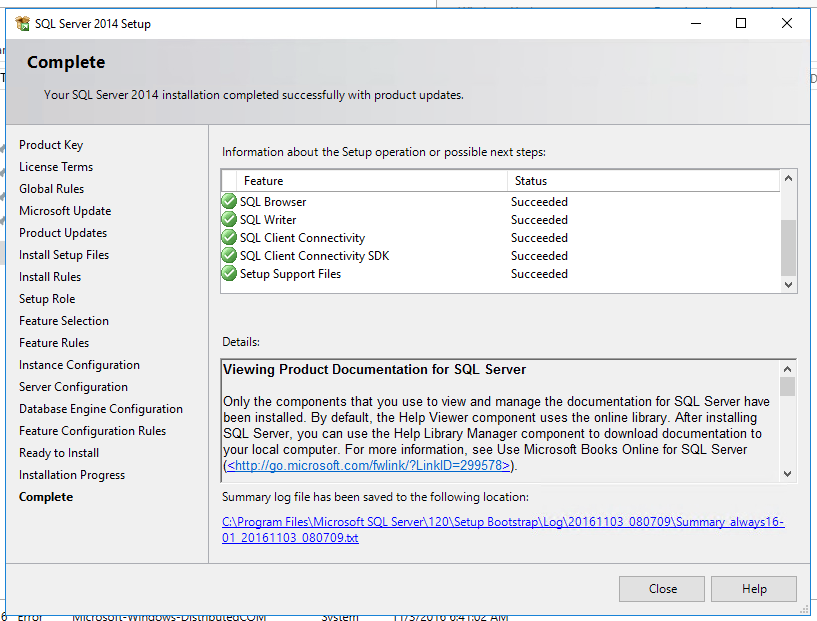 SQL Server 2014 Setup
Complete
Your SQL Server 2014 installation completed successfully with product updates.
Product Key
License Terms
Global Rules
Microsoft Update
Product Updates
Install Setup Files
Install Rules
Setup Role
Feature Selection
Feature Rules
Instance Configuration
Server Configuration
Database Engine Configuration
Feature Configuration Rules
Ready to Install
Installation Progress
Complete
Information about the Setup operation or possible next steps:
Feature Status
SQL Browser Succeeded
SQL Writer Succeeded
SQL Client Connectivity Succeeded
SQL Client Connectivity SDK Succeeded
Setup Support Files Succeeded
Details:
Viewing Product Documentation for SQL Server
Only the components that you use to view and manage the documentation for SQL Server have
been installed. By default, the Help Viewer component uses the online library. After installing
SQL Server, you can use the Help Library Manager component to download documentation to
your local computer. For more information, see Use Microsoft Books Online for SQL Server
(<http://go.microsoft.com/fwlink/?LinkID=299578>).
Summary log file has been saved to the following location:
C:\Program Files\Microsoft SQL Server\120\Setup Bootstrap\Log\20161103_080709\Summary_always16-
01_20161103_080709.txt
Close Help
6 Error Microsoft-Windows-DistributedCOM System 11/3/2016 6:41:02 AM